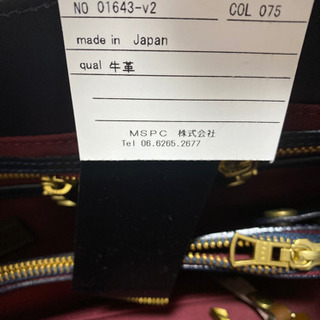 NO 01643-v2 COL 075
made in Japan
qual 牛革
MSPC 株式会社
Tel 06.6265.2677